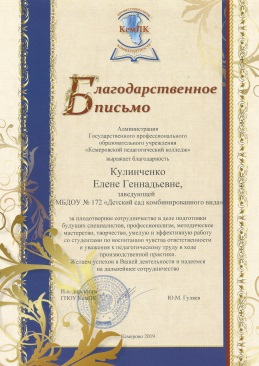 КемПК
Благодарственное
письмо
Администрация
Государственного профессионального
образовательного учреждения
«Кемеровский педагогический колледж»
выражает благодарность
Кулинченко
Елене Геннадьевне,
заведующей
МБДОУ № 172 «Детский сад комбинированного вида»
за плодотворное сотрудничество в деле подготовки
будущих специалистов, профессионализм, методическое
мастерство, творчество, умелую и эффективную работу
со студентами по воспитанию чувства ответственности
и уважения к педагогическому труду в ходе
производственной практики.
Желаем успехов в Вашей деятельности и надеемся
на дальнейшее сотрудничество
И.о. директора
ГПОУ КемПК
Ю.М. Гуляев
Кемерово 2019